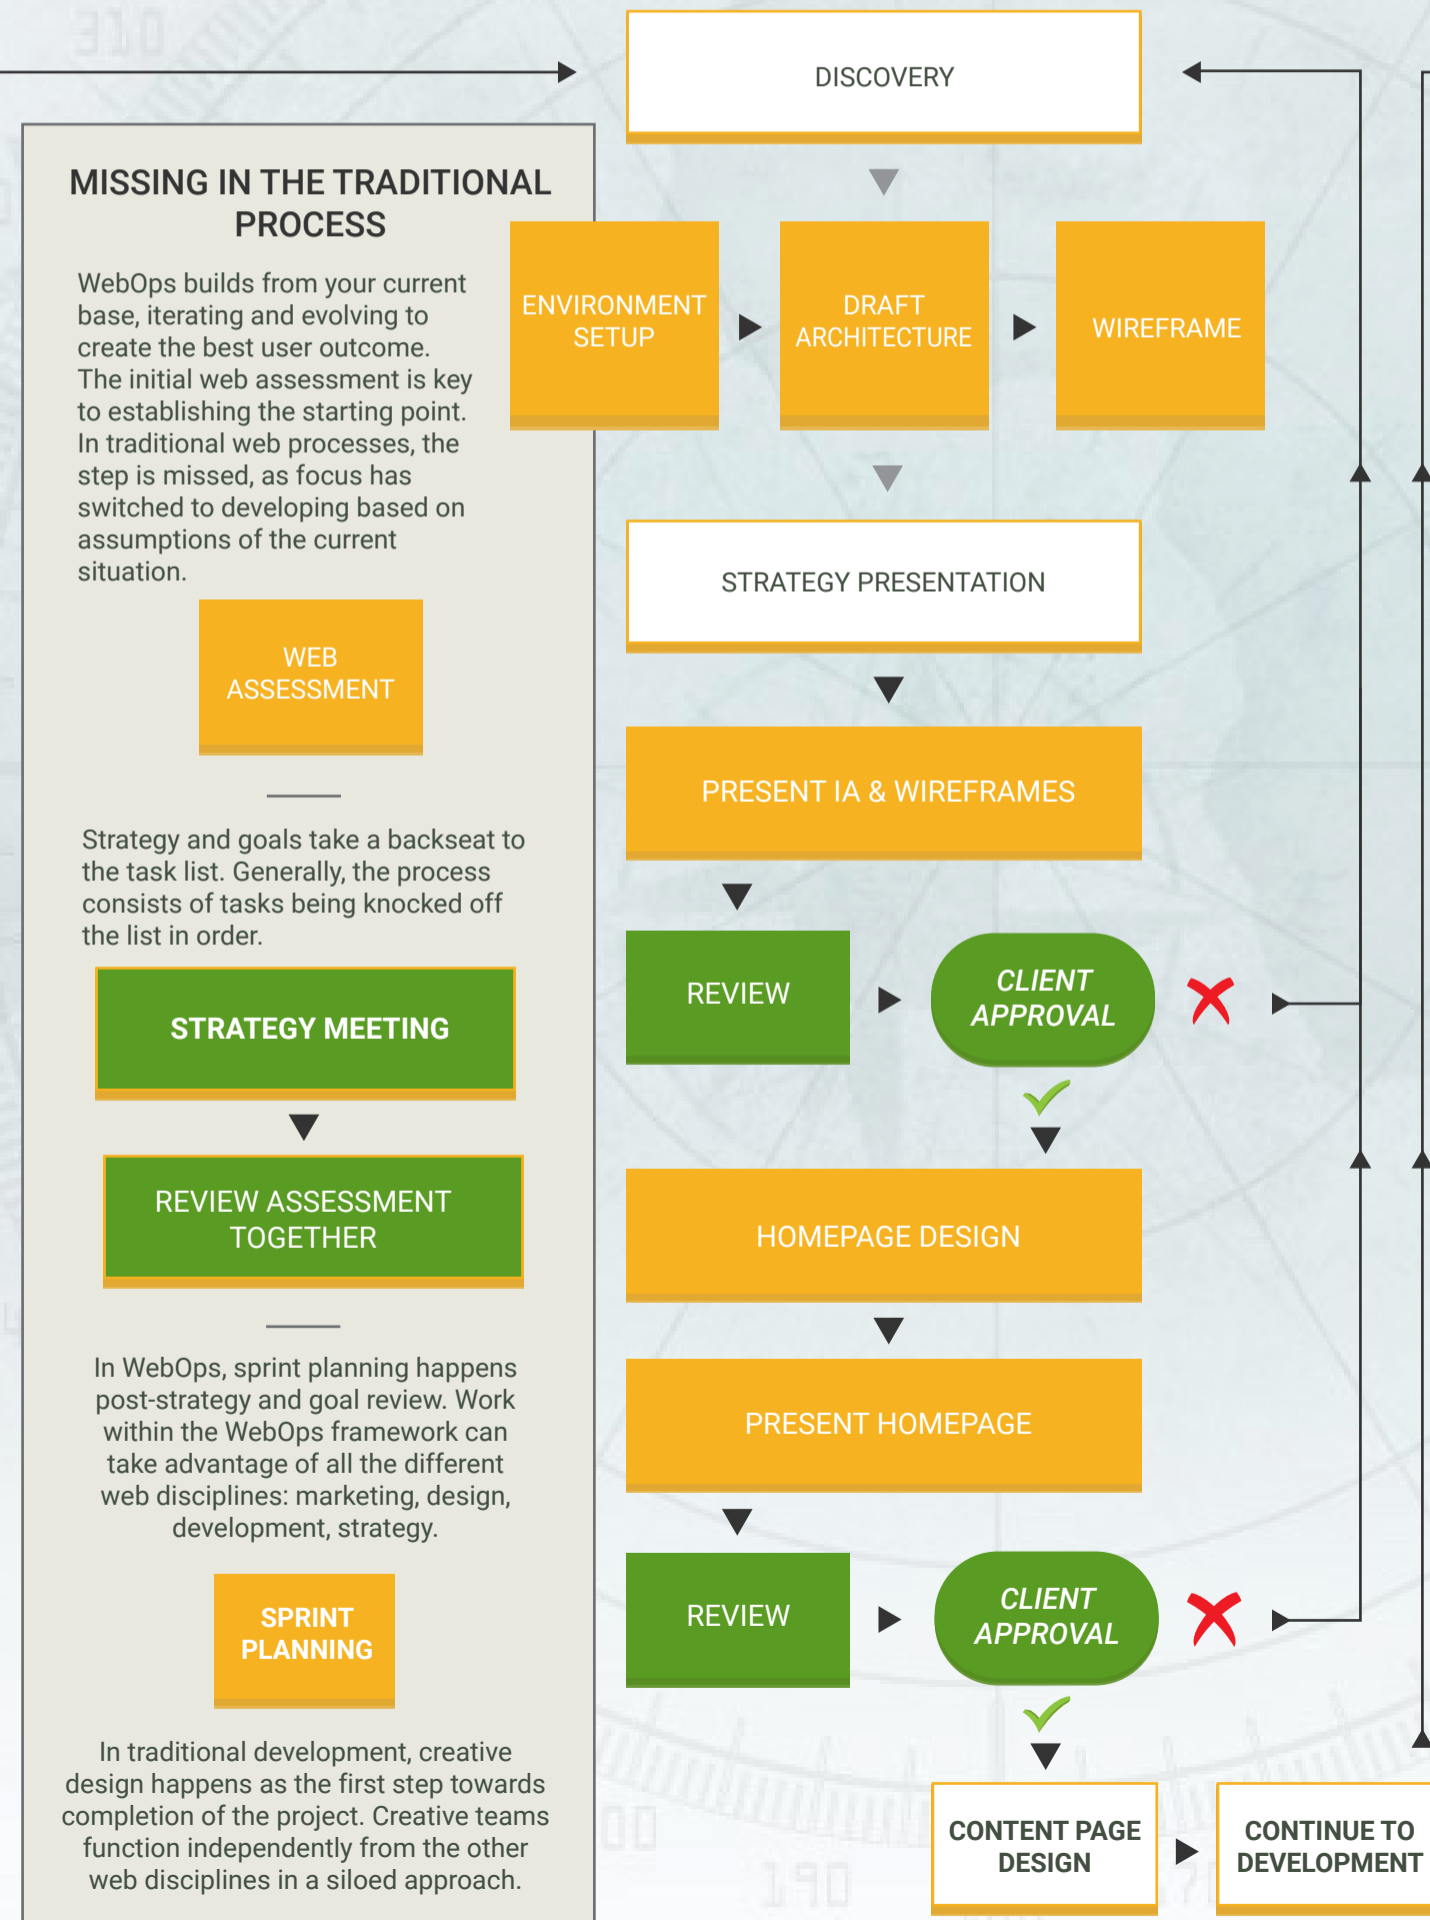 310
DISCOVERY
MISSING IN THE TRADITIONAL
PROCESS
WebOps builds from your current
base, iterating and evolving to
create the best user outcome.
The initial web assessment is key
to establishing the starting point.
In traditional web processes, the
step is missed, as focus has
switched to developing based on
assumptions of the current
situation.
WEB
ASSESSMENT
Strategy and goals take a backseat to
the task list. Generally, the process
consists of tasks being knocked off
the list in order.
STRATEGY MEETING
REVIEW ASSESSMENT
TOGETHER
In WebOps, sprint planning happens
post-strategy and goal review. Work
within the WebOps framework can
take advantage of all the different
web disciplines: marketing, design,
development, strategy.
SPRINT
PLANNING
In traditional development, creative
design happens as the first step towards
completion of the project. Creative teams
function independently from the other
web disciplines in a siloed approach.
ENVIRONMENT
SETUP
DRAFT
ARCHITECTURE
WIREFRAME
STRATEGY PRESENTATION
PRESENT IA & WIREFRAMES
REVIEW
CLIENT
APPROVAL
HOMEPAGE DESIGN
PRESENT HOMEPAGE
REVIEW
CLIENT
APPROVAL
CONTENT PAGE
DESIGN
CONTINUE TO
DEVELOPMENT
190